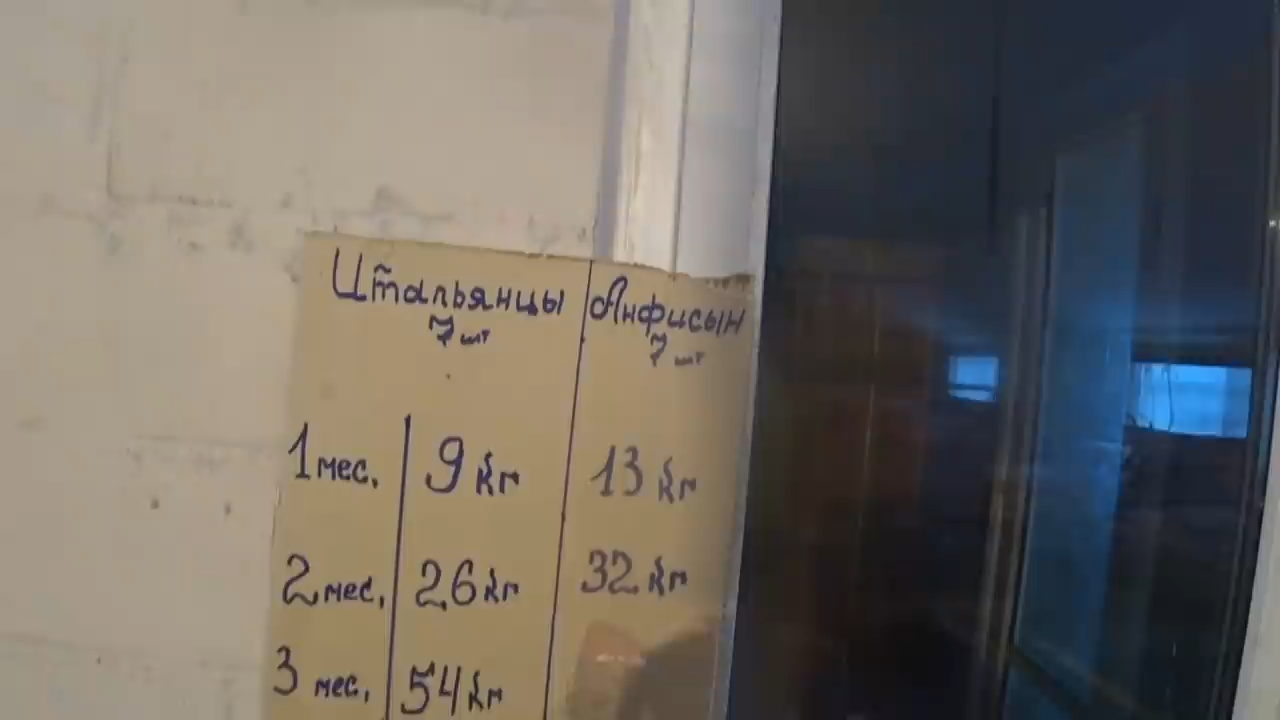 Итальянцы Анфисын
7 шт 7 шт
1 мес. 9 кг 13 кг
2 мес. 26 кг 32 кг
3 мес. 54 кг